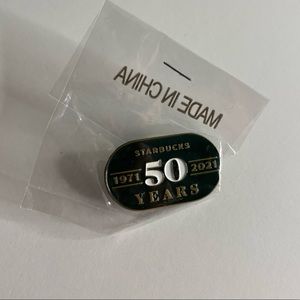 MADE IN CHINA
STARBUCKS
1971 50 2021
YEARS